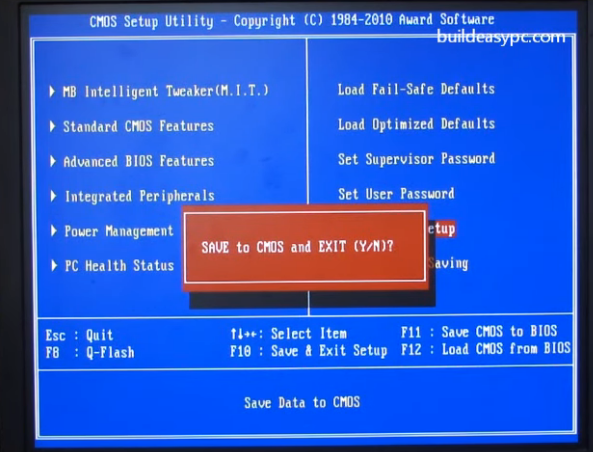 CMOS Setup Utility - Copyright (C) 1984-2010 Award Software
buildeasypc.com
MB Intelligent Tweaker(M.I.T.)
Standard CMOS Features
Advanced BIOS Features
Integrated Peripherals
Power Management
PC Health Status
Load Fail-Safe Defaults
Load Optimized Defaults
Set Supervisor Password
Set User Password
etup
Saving
SAVE to CMOS and EXIT (Y/N)?
Esc : Quit
↑↓→←: Select Item
F11 : Save CMOS to BIOS
F8 : Q-Flash
F10 : Save & Exit Setup
F12 : Load CMOS from BIOS
Save Data to CMOS